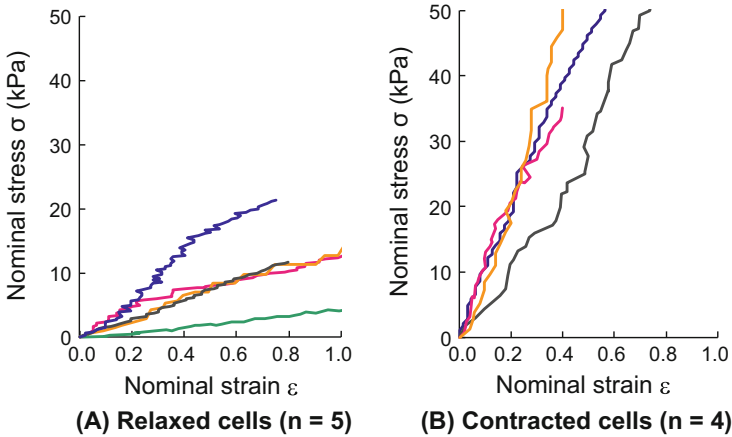 50
40
30
20
10
0
Nominal stress σ (kPa)
0.0 0.2 0.4 0.6 0.8 1.0
Nominal strain ε
(A) Relaxed cells (n = 5)
50
40
30
20
10
0
Nominal stress σ (kPa)
0.0 0.2 0.4 0.6 0.8 1.0
Nominal strain ε
(B) Contracted cells (n = 4)